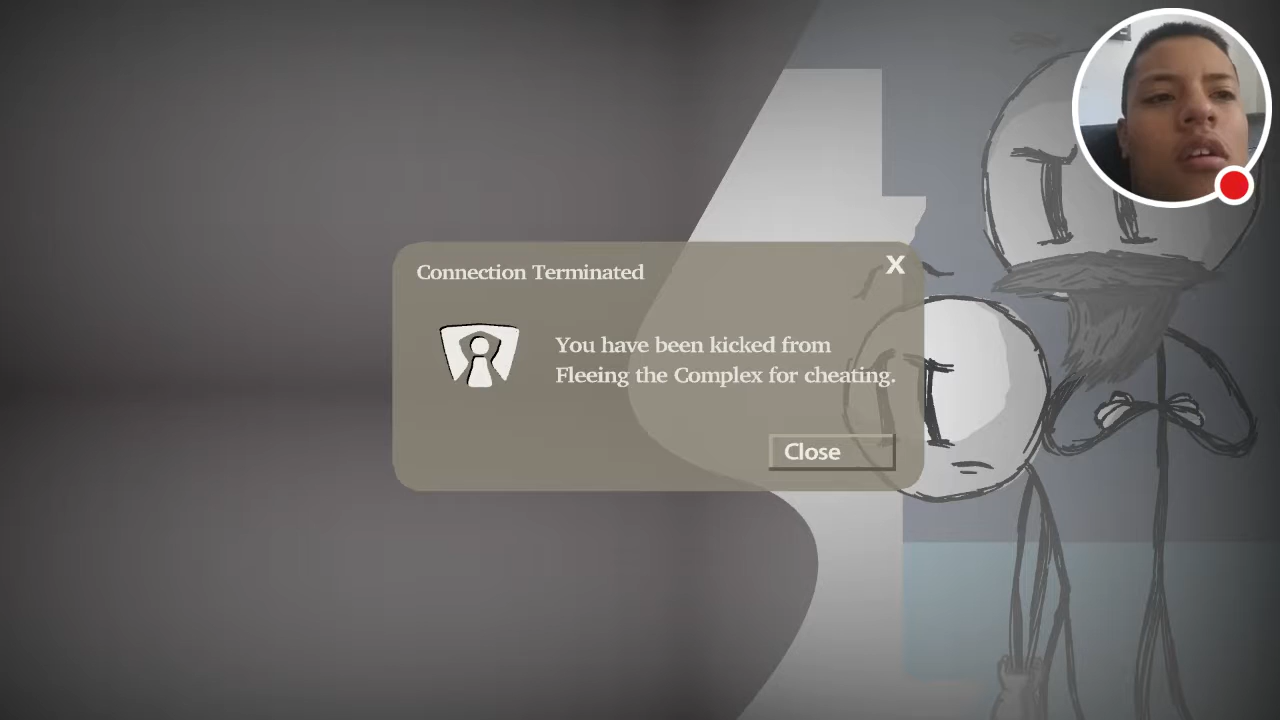 Connection Terminated
X
You have been kicked from
Fleeing the Complex for cheating.
Close